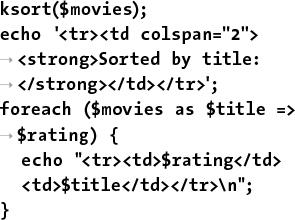 ksort($movies);
echo '<tr><td colspan="2">
→ <strong>Sorted by title:
→ </strong></td></tr>';
foreach ($movies as $title =>
→ $rating) {
echo "<tr><td>$rating</td>
<td>$title</td></tr>\n";
}